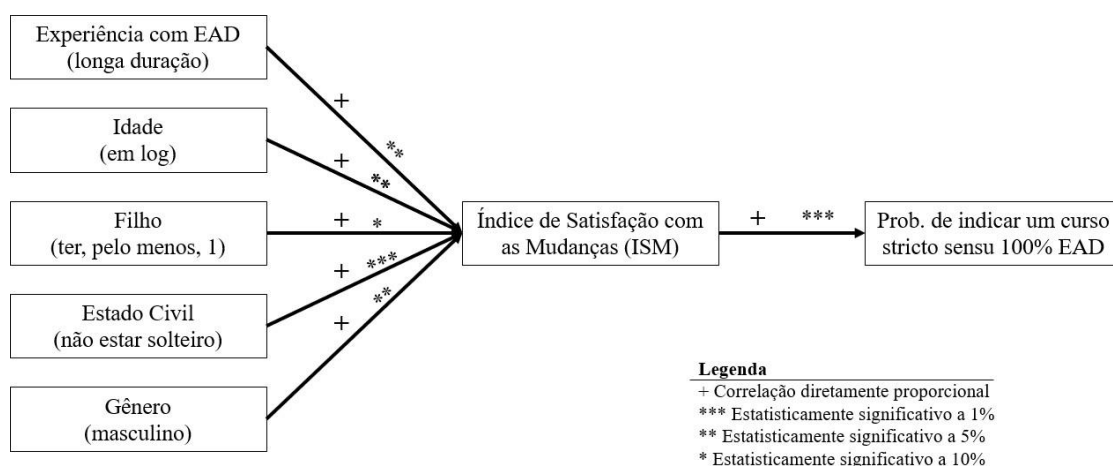 Experiência com EAD
(longa duração)
+
**
Idade
(em log)
+
**
Filho
(ter, pelo menos, 1)
+ *
Índice de Satisfação com
as Mudanças (ISM)
+ ***
Prob. de indicar um curso
stricto sensu 100% EAD
Estado Civil
(não estar solteiro)
+
***
Gênero
(masculino)
+
**
Legenda
+ Correlação diretamente proporcional
*** Estatisticamente significativo a 1%
** Estatisticamente significativo a 5%
* Estatisticamente significativo a 10%